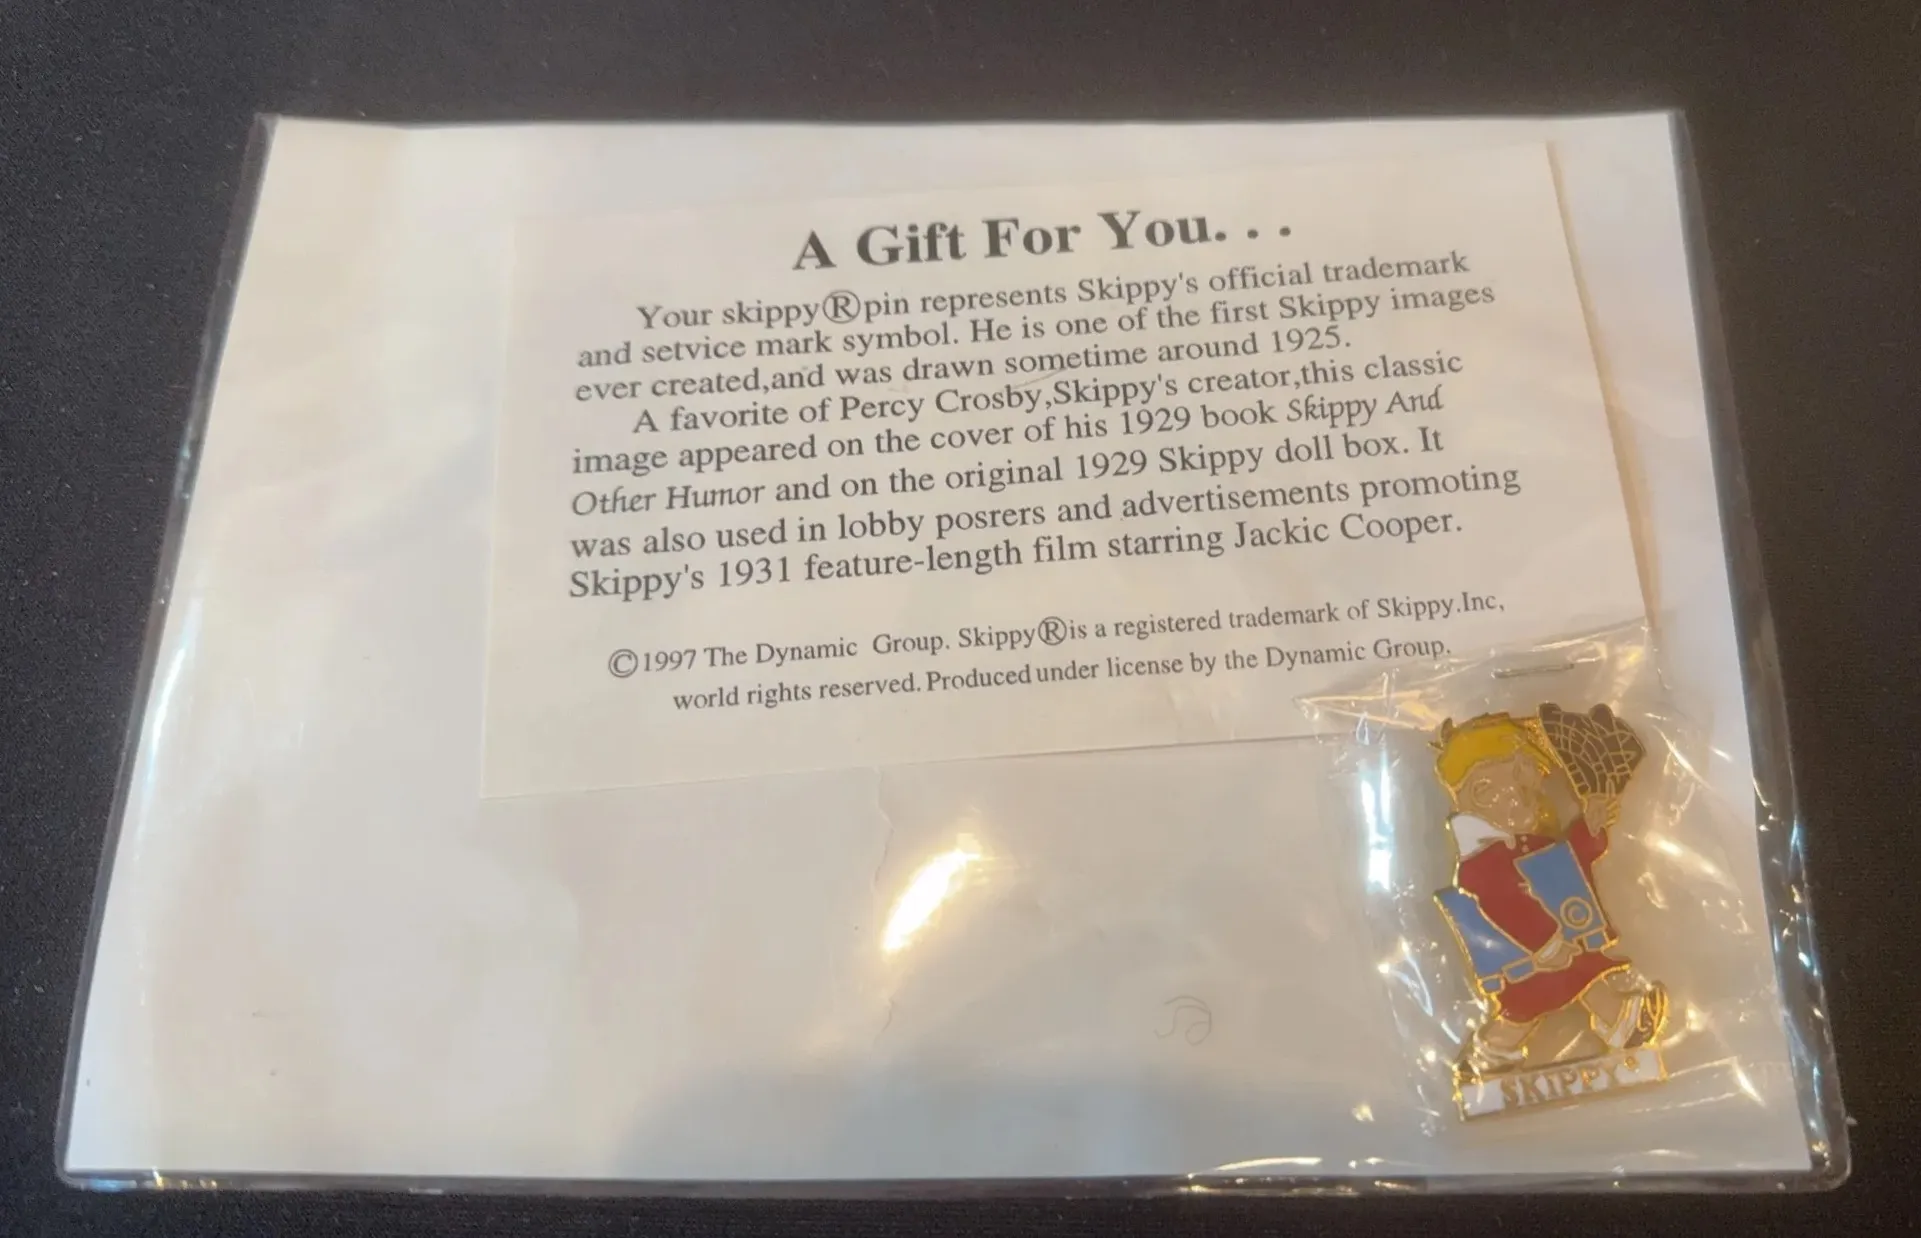 A Gift For You. . .
Your skippy®pin represents Skippy's official trademark
and setvice mark symbol. He is one of the first Skippy images
ever created,and was drawn sometime around 1925.
A favorite of Percy Crosby,Skippy's creator,this classic
image appeared on the cover of his 1929 book Skippy And
Other Humor and on the original 1929 Skippy doll box. It
was also used in lobby posrers and advertisements promoting
Skippy's 1931 feature-length film starring Jackic Cooper.
©1997 The Dynamic Group. Skippy®is a registered trademark of Skippy.Inc,
world rights reserved. Produced under license by the Dynamic Group.
©
SKIPPY®